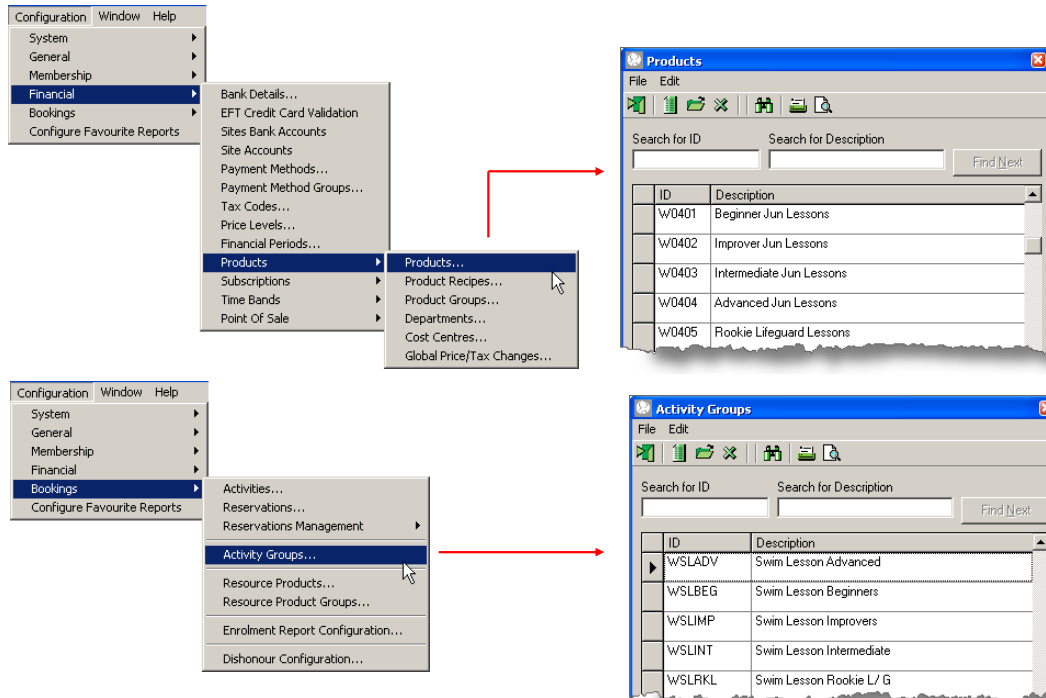 Configuration Window Help
System
General
Membership
Financial
Bookings
Configure Favourite Reports
Bank Details...
EFT Credit Card Validation
Sites Bank Accounts
Site Accounts
Payment Methods...
Payment Method Groups...
Tax Codes...
Price Levels...
Financial Periods...
Products
Subscriptions
Time Bands
Point Of Sale
Products...
Product Recipes...
Product Groups...
Departments...
Cost Centres...
Global Price/Tax Changes...
Products
File Edit
Search for ID Search for Description
Find Next
ID Description
W0401 Beginner Jun Lessons
W0402 Improver Jun Lessons
W0403 Intermediate Jun Lessons
W0404 Advanced Jun Lessons
W0405 Rookie Lifeguard Lessons
Configuration Window Help
System
General
Membership
Financial
Bookings
Configure Favourite Reports
Activities...
Reservations...
Reservations Management
Activity Groups...
Resource Products...
Resource Product Groups...
Enrolment Report Configuration...
Dishonour Configuration...
Activity Groups
File Edit
Search for ID Search for Description
Find Next
ID Description
WSLADV Swim Lesson Advanced
WSLBEG Swim Lesson Beginners
WSLIMP Swim Lesson Improvers
WSLINT Swim Lesson Intermediate
WSLRKL Swim Lesson Rookie L/ G